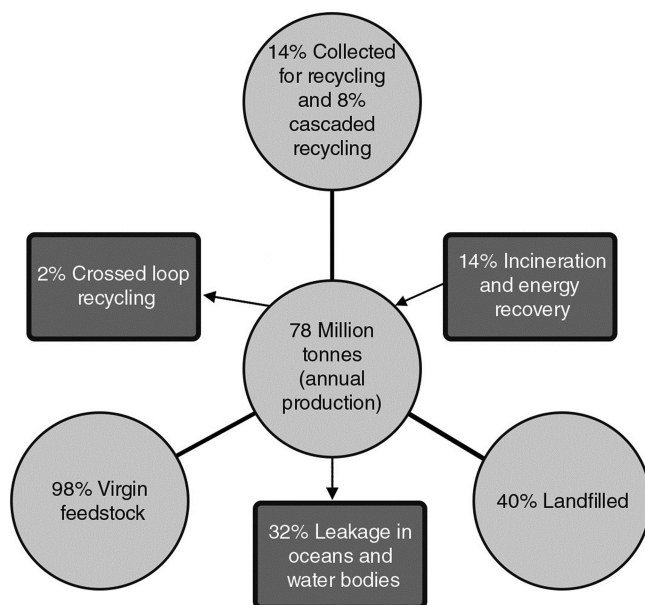 14% Collected
for recycling
and 8%
cascaded
recycling
2% Crossed loop
recycling
14% Incineration
and energy
recovery
78 Million
tonnes
(annual
production)
98% Virgin
feedstock
32% Leakage in
oceans and
water bodies
40% Landfilled